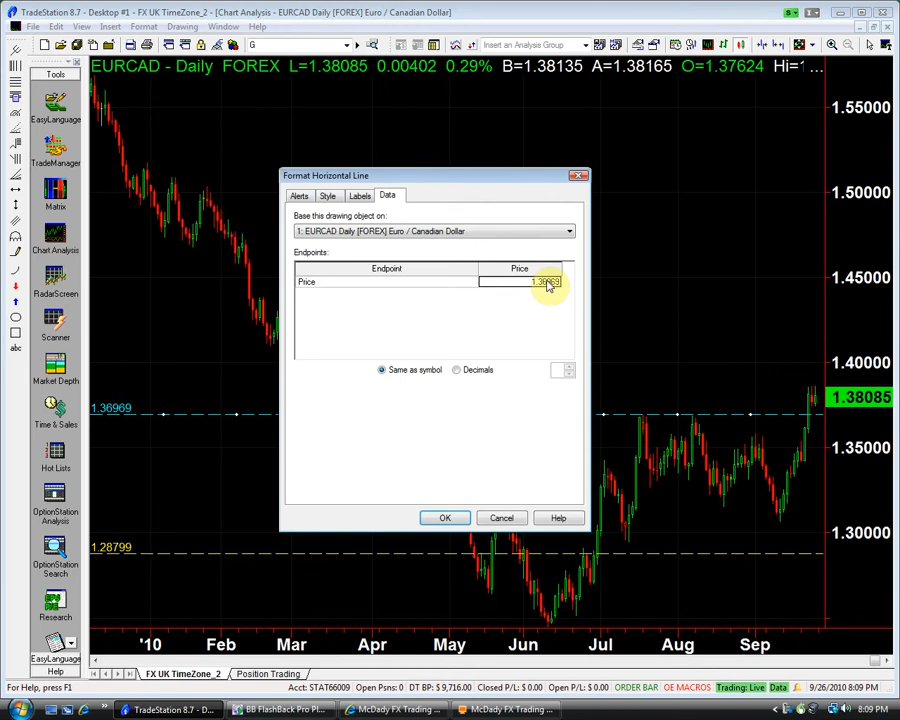 TradeStation 8.7 - Desktop #1 - FX UK TimeZone_2 - [Chart Analysis - EURCAD Daily [FOREX] Euro / Canadian Dollar]
File Edit View Insert Format Drawing Window Help
G
Insert an Analysis Group
Tools
EasyLanguage
TradeManager
Matrix
Chart Analysis
RadarScreen
Scanner
Market Depth
Time & Sales
Hot Lists
OptionStation
Analysis
OptionStation
Search
Research
EasyLanguage
Help
EURCAD - Daily FOREX L=1.38085 0.00402 0.29% B=1.38135 A=1.38165 O=1.37624 Hi=1 ...
1.55000
1.50000
1.45000
1.40000
1.38085
1.35000
1.30000
1.36969
1.28799
Format Horizontal Line
Alerts Style Labels Data
Base this drawing object on:
1: EURCAD Daily [FOREX] Euro / Canadian Dollar
Endpoints:
Endpoint Price
Price 1.36969
Same as symbol Decimals
OK Cancel Help
'10 Feb Mar Apr May Jun Jul Aug Sep
FX UK TimeZone_2 Position Trading
For Help, press F1 Acct: STAT66009 Open Psns: 0 DT BP: $ 9,716.00 Closed P/L: $ 0.00 Open P/L: $ 0.00 ORDER BAR OE MACROS Trading: Live Data 9/26/2010 8:09 PM
TradeStation 8.7 - D... BB FlashBack Pro Pl... McDady FX Trading ... McDady FX Trading ... 8:09 PM